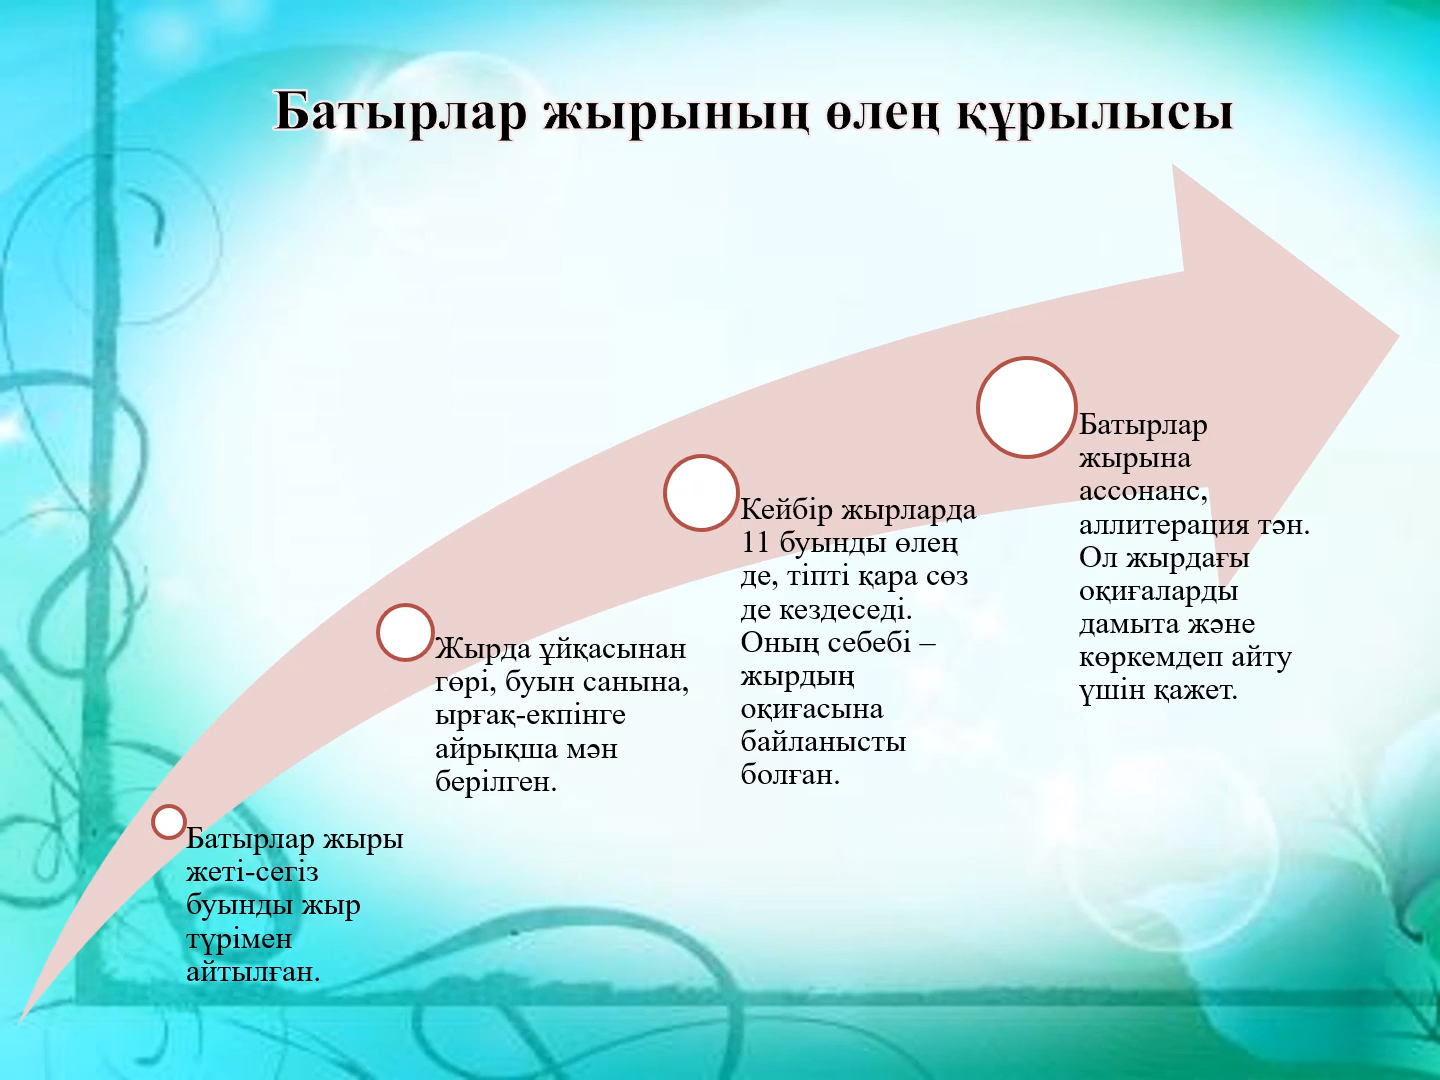 Батырлар жырының өлең құрылысы
Батырлар жыры
жеті-сегіз
буынды жыр
түрімен
айтылған.
Жырда ұйқасынан
гөрі, буын санына,
ырғақ-екпінге
айрықша мән
берілген.
Кейбір жырларда
11 буынды өлең
де, тіпті қара сөз
де кездеседі.
Оның себебі –
жырдың
оқиғасына
байланысты
болған.
Батырлар
жырына
ассонанс,
аллитерация тән.
Ол жырдағы
оқиғаларды
дамыта және
көркемдеп айту
үшін қажет.